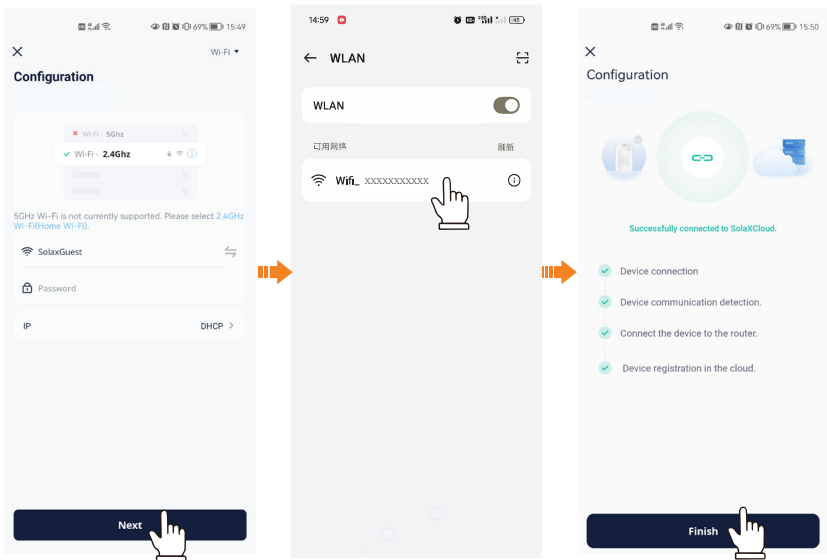 69% 15:49
Wi-Fi
Configuration
Wi-Fi - 5Ghz
Wi-Fi - 2.4Ghz
5GHz Wi-Fi is not currently supported. Please select 2.4GHz
Wi-Fi(Home Wi-Fi).
SolaxGuest
Password
IP DHCP
Next
14:59
WLAN
WLAN
订用网络 刷新
Wifi_ xxxxxxxxxxx
69% 15:50
Configuration
Successfully connected to SolaXCloud.
Device connection
Device communication detection.
Connect the device to the router.
Device registration in the cloud.
Finish